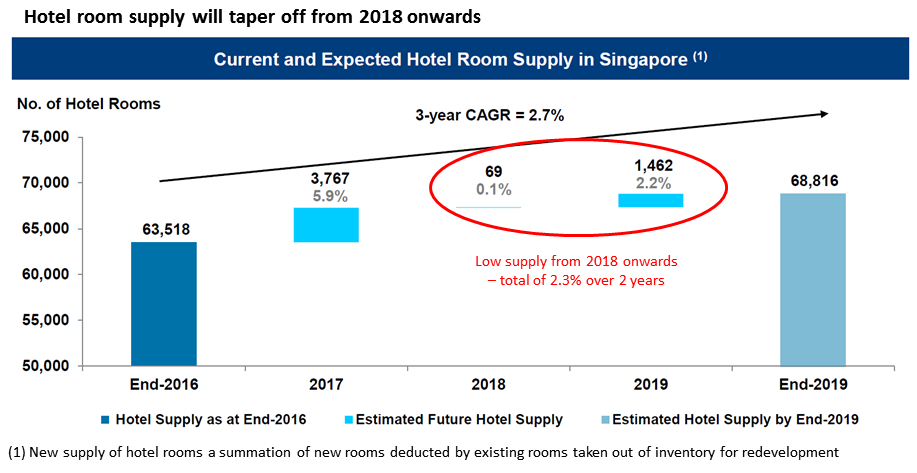 Hotel room supply will taper off from 2018 onwards
Current and Expected Hotel Room Supply in Singapore (1)
No. of Hotel Rooms
3-year CAGR = 2.7%
75,000
70,000
65,000
60,000
55,000
50,000
63,518
3,767
5.9%
69
0.1%
1,462
2.2%
68,816
Low supply from 2018 onwards
– total of 2.3% over 2 years
End-2016 2017 2018 2019 End-2019
Hotel Supply as at End-2016 Estimated Future Hotel Supply Estimated Hotel Supply by End-2019
(1) New supply of hotel rooms a summation of new rooms deducted by existing rooms taken out of inventory for redevelopment